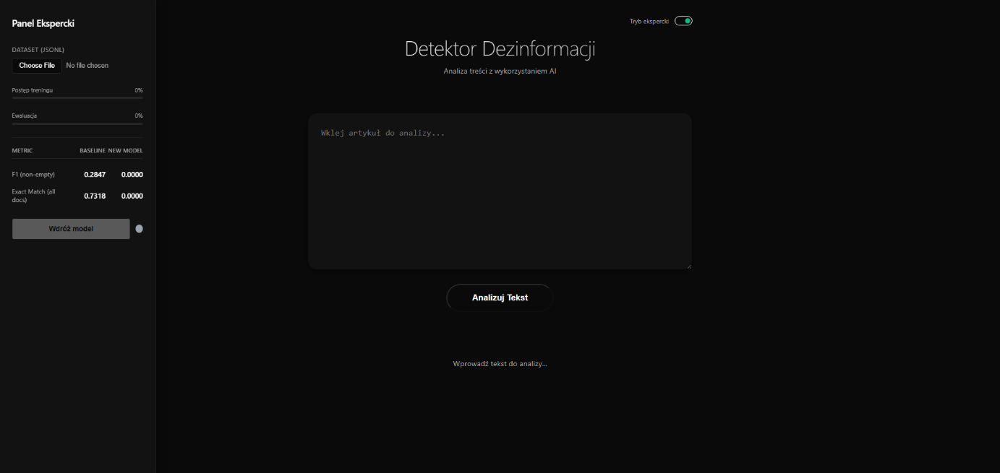 Panel Ekspercki
DATASET (JSONL)
Choose File No file chosen
Postęp treningu 0%
Ewaluacja 0%
METRIC BASELINE NEW MODEL
F1 (non-empty) 0.2847 0.0000
Exact Match (all
docs) 0.7318 0.0000
Wdróż model
Tryb ekspercki
Detektor Dezinformacji
Analiza treści z wykorzystaniem AI
Wklej artykuł do analizy...
Analizuj Tekst
Wprowadź tekst do analizy...